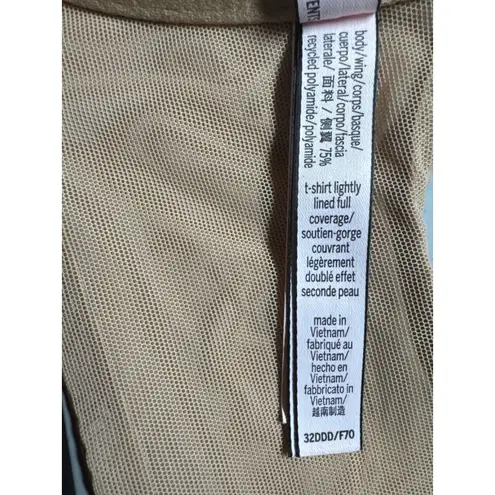 body/wing/corps/basque/
cuerpo/lateral/corpo/fascia
laterale/ 面料 / 侧翼 75%
recycled polyamide/polyamide
t-shirt lightly
lined full
coverage/
soutien-gorge
couvrant
légèrement
doublé effet
seconde peau
made in
Vietnam/
fabriqué au
Vietnam/
hecho en
Vietnam/
fabbricato in
Vietnam/
越南制造
32DDD/F70